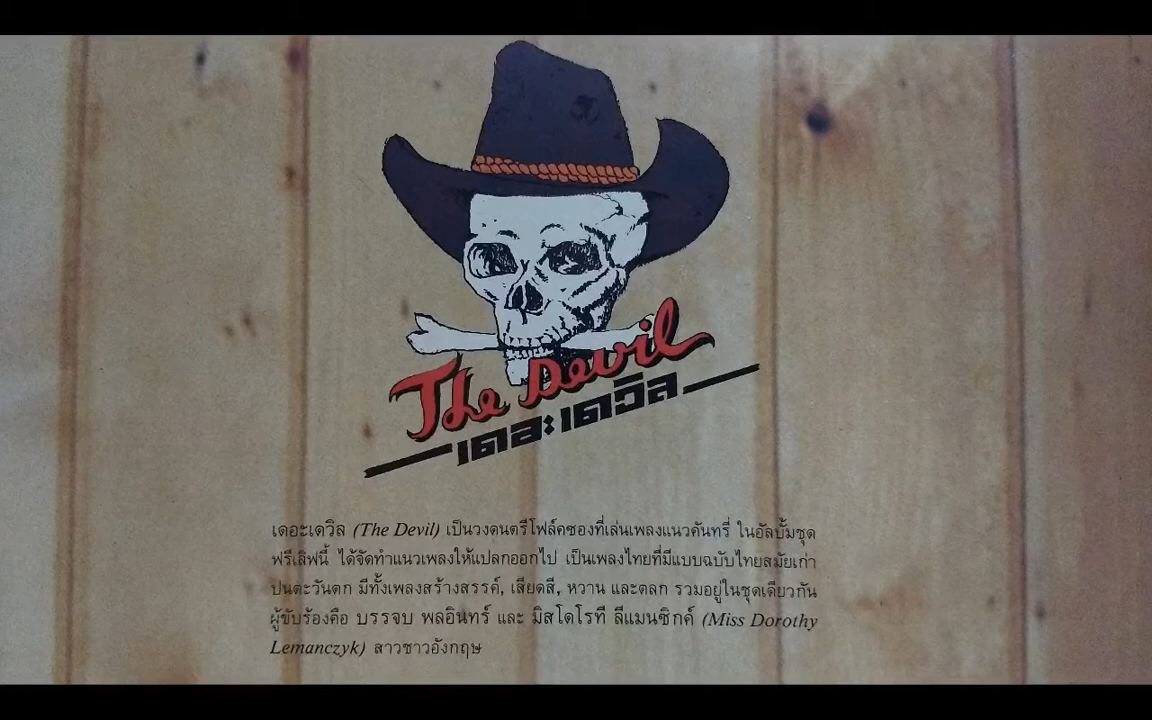 The Devil
เดอะเดวิล
เดอะเดวิล (The Devil) เป็นวงดนตรีโฟล์คซองที่เล่นเพลงแนวคันทรี่ ในอัลบั้มชุด
ฟรีเลิฟนี้ ได้จัดทำแนวเพลงให้แปลกออกไป เป็นเพลงไทยที่มีแบบฉบับไทยสมัยเก่า
ปนตะวันตก มีทั้งเพลงสร้างสรรค์, เสียดสี, หวาน และตลก รวมอยู่ในชุดเดียวกัน
ผู้ขับร้องคือ บรรจบ พลอินทร์ และ มิสโดโรที ลีแมนซิกค์ (Miss Dorothy
Lemanczyk) สาวชาวอังกฤษ